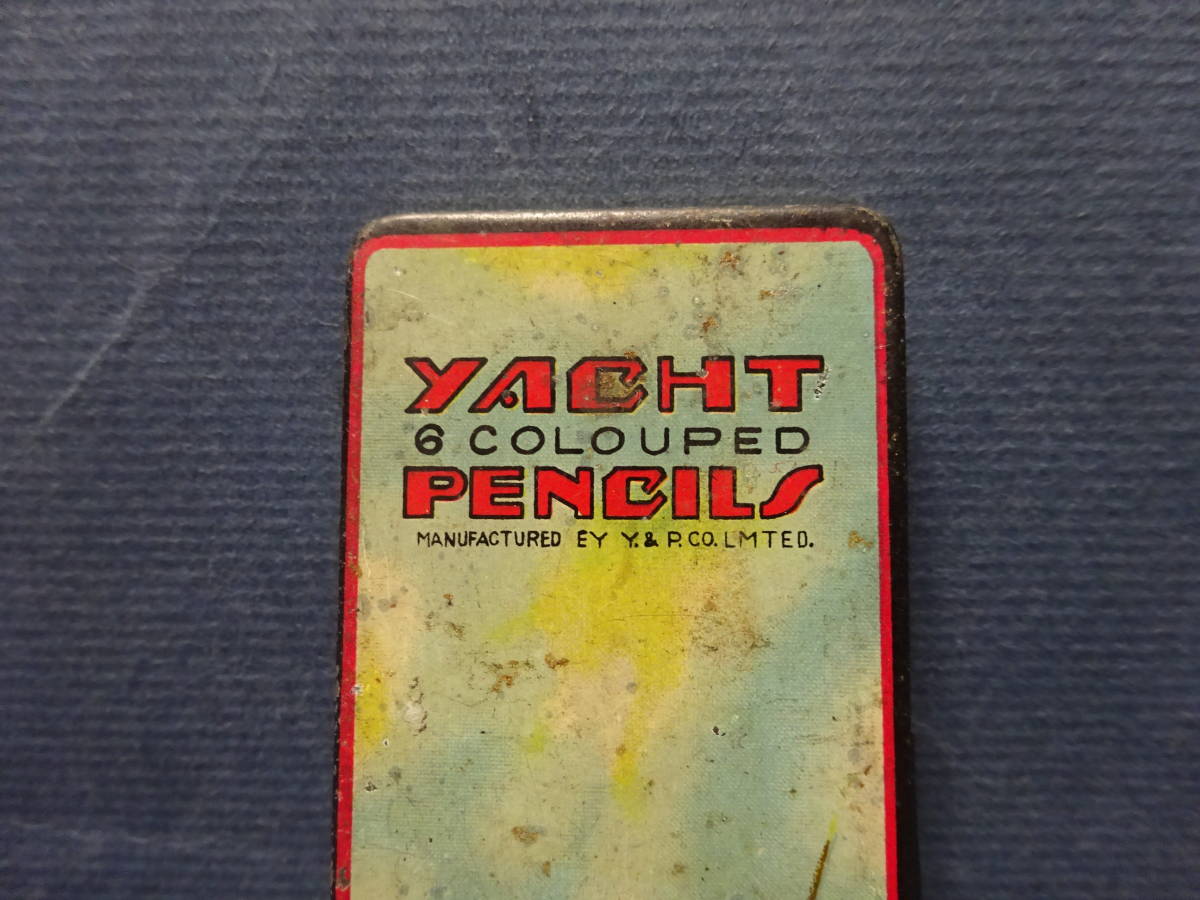 YACHT
6 COLOUPED
PENCILS
MANUFACTURED EY Y. & P. CO. LMTED.